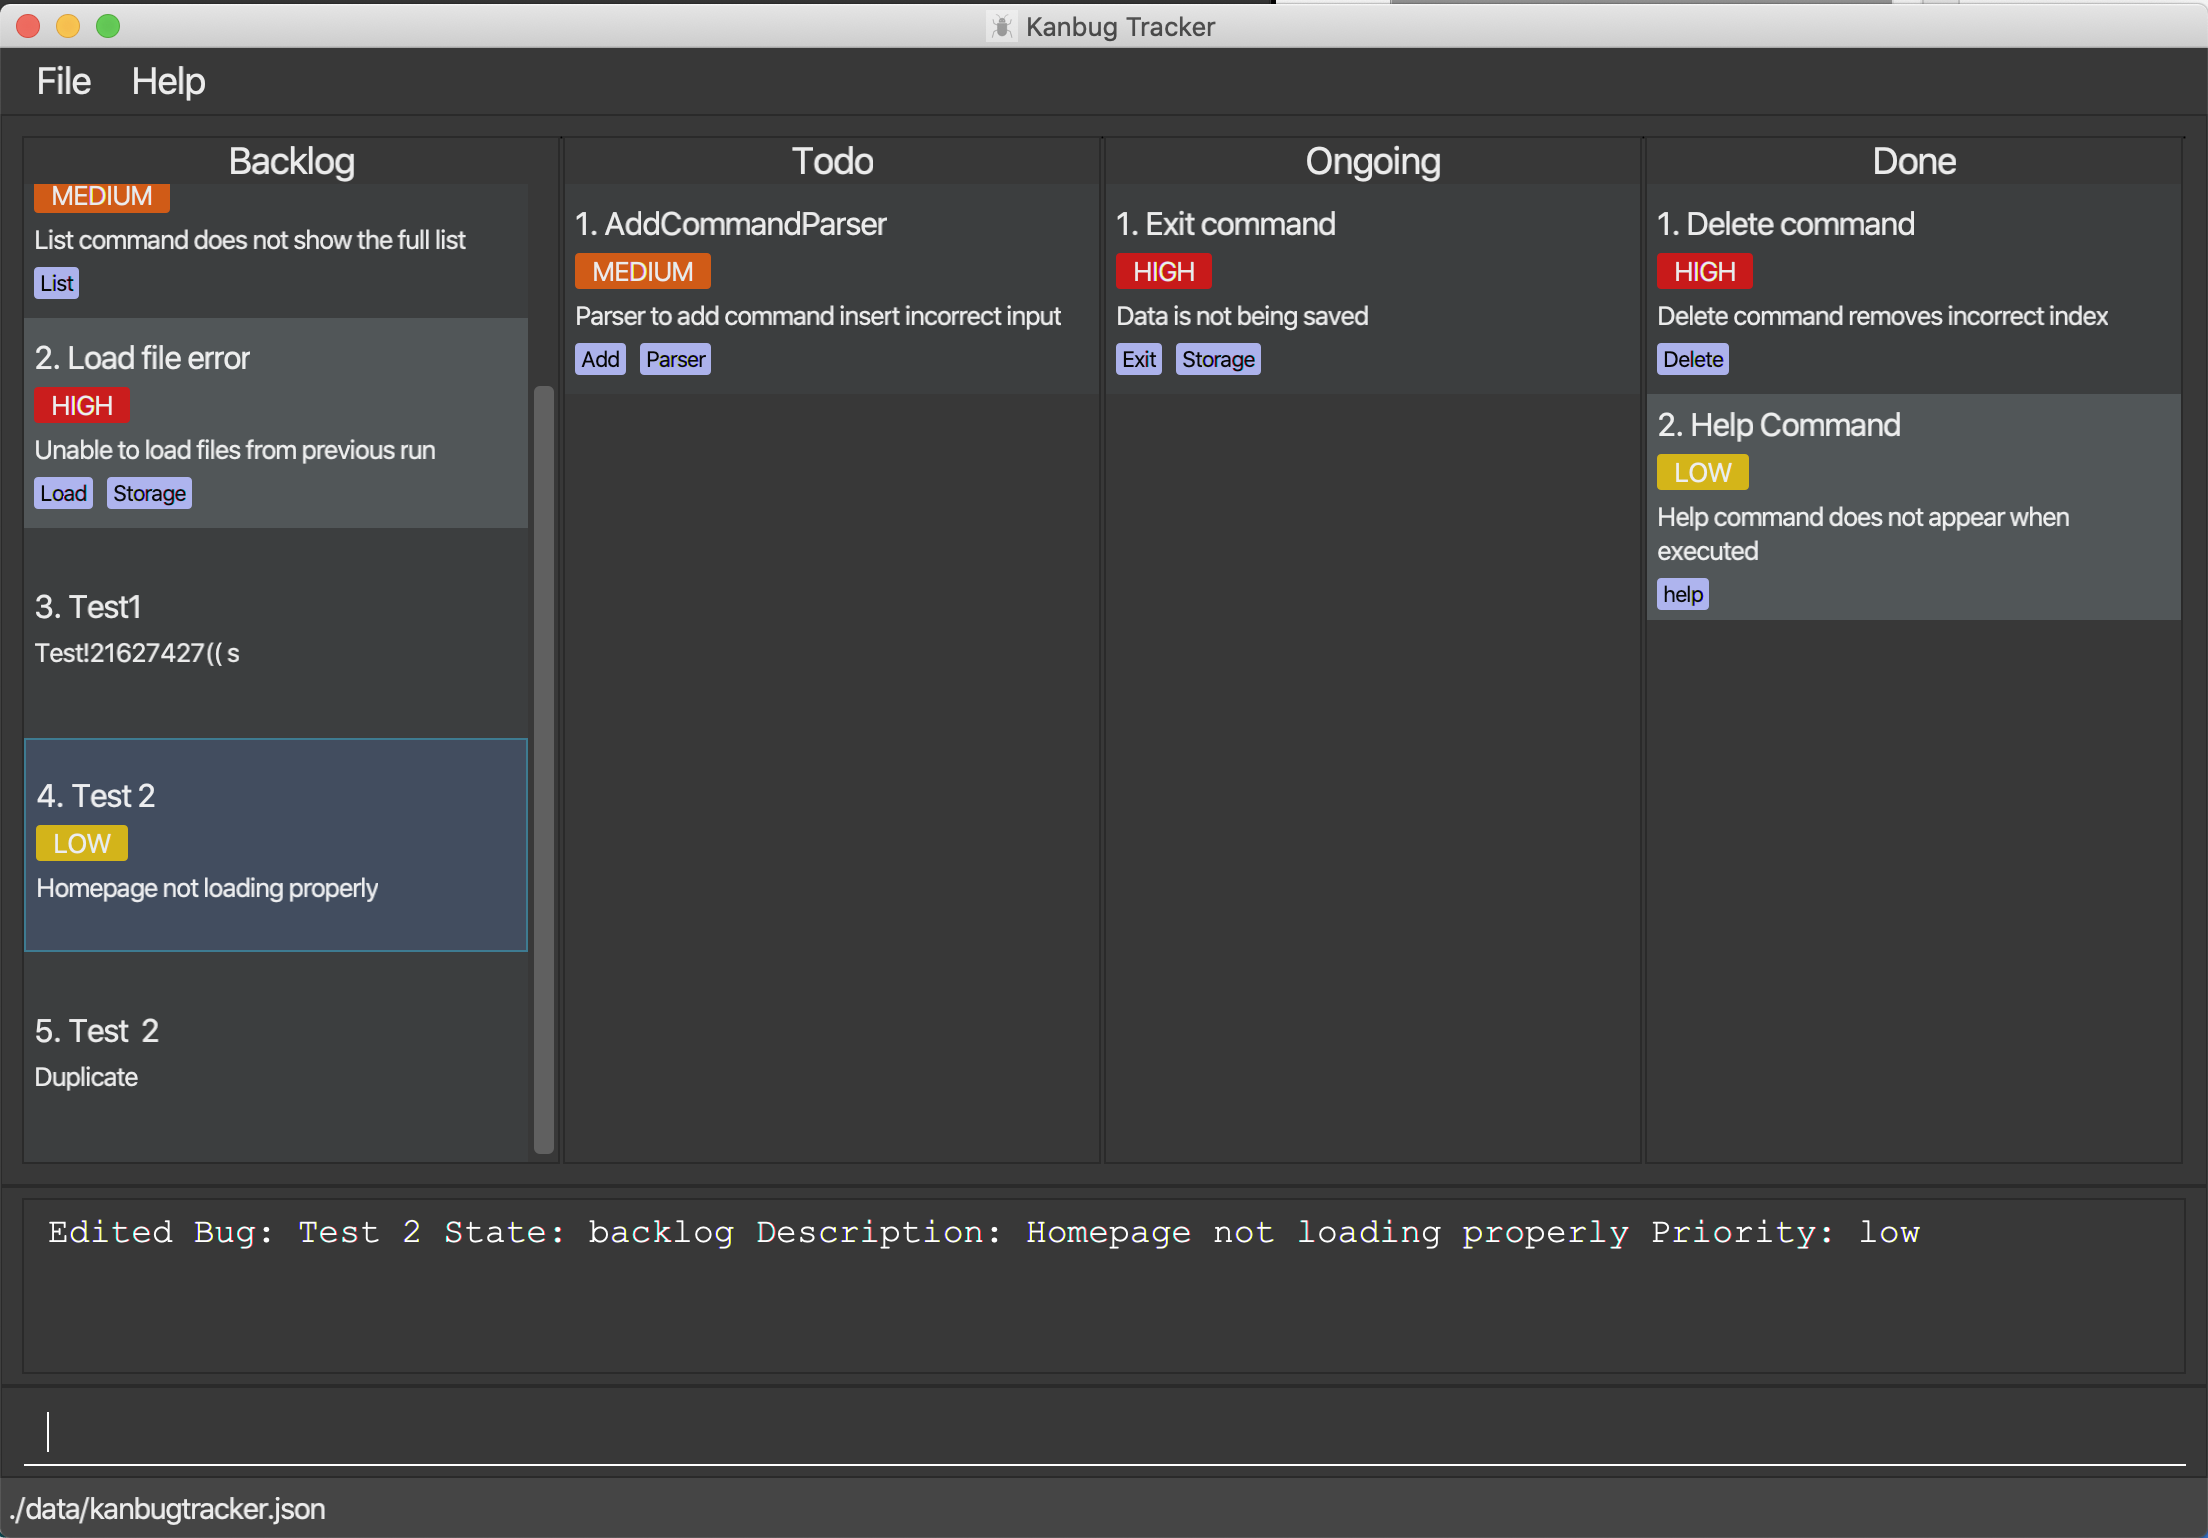 Kanbug Tracker
File Help
Backlog
MEDIUM
List command does not show the full list
List
2. Load file error
HIGH
Unable to load files from previous run
Load Storage
3. Test1
Test!21627427(( s
4. Test 2
LOW
Homepage not loading properly
5. Test  2
Duplicate
Todo
1. AddCommandParser
MEDIUM
Parser to add command insert incorrect input
Add Parser
Ongoing
1. Exit command
HIGH
Data is not being saved
Exit Storage
Done
1. Delete command
HIGH
Delete command removes incorrect index
Delete
2. Help Command
LOW
Help command does not appear when
executed
help
Edited Bug: Test 2 State: backlog Description: Homepage not loading properly Priority: low
./data/kanbugtracker.json